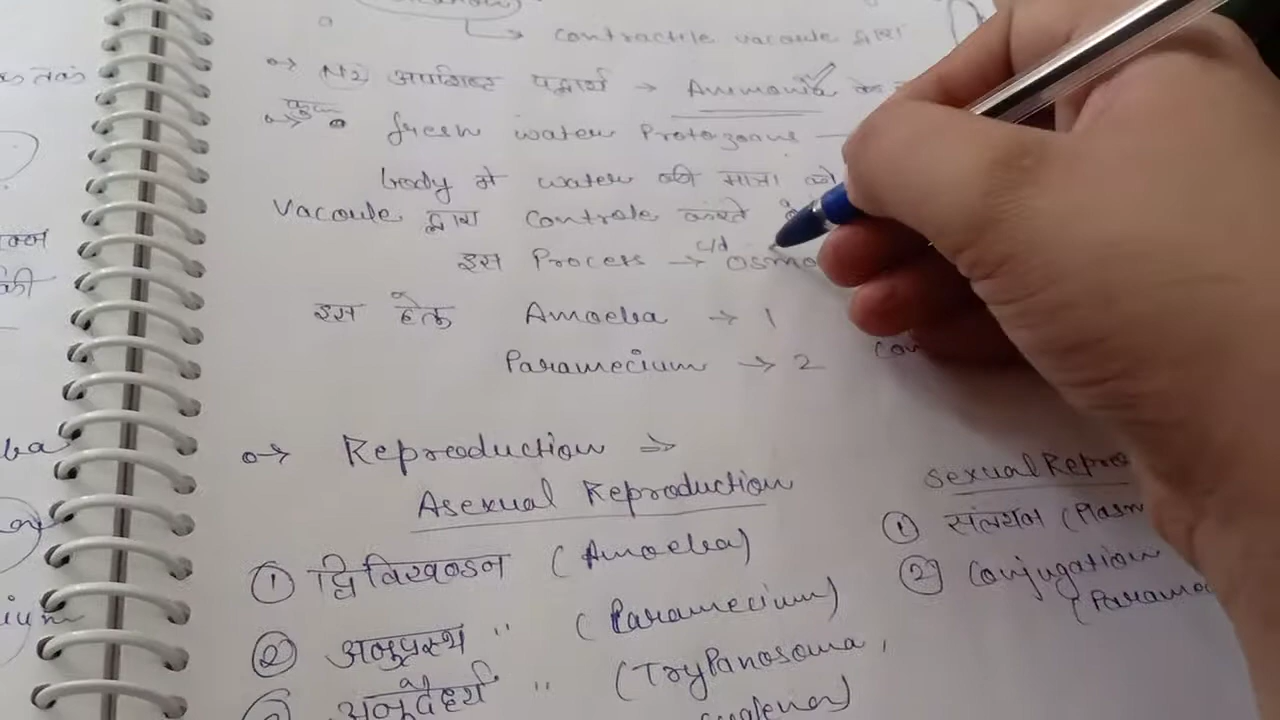 contractile vacoule द्वारा
N2 अपशिष्ट पदार्थ → Ammonia के
कुछ fresh water Protozoans —
body में water की मात्रा को
Vacoule द्वारा Controle करते
इस Process → c/d osmo
इस हेतु Amoeba → 1
Paramecium → 2 con
Reproduction ⇒
Asexual Reproduction
① द्विविखण्डन (Amoeba)
② अनुप्रस्थ " (Paramecium)
अनुदैर्ध्य " (TryPanosoma,
Sexual Repro
① संलयन (Plasm
② Conjugation
(Parame